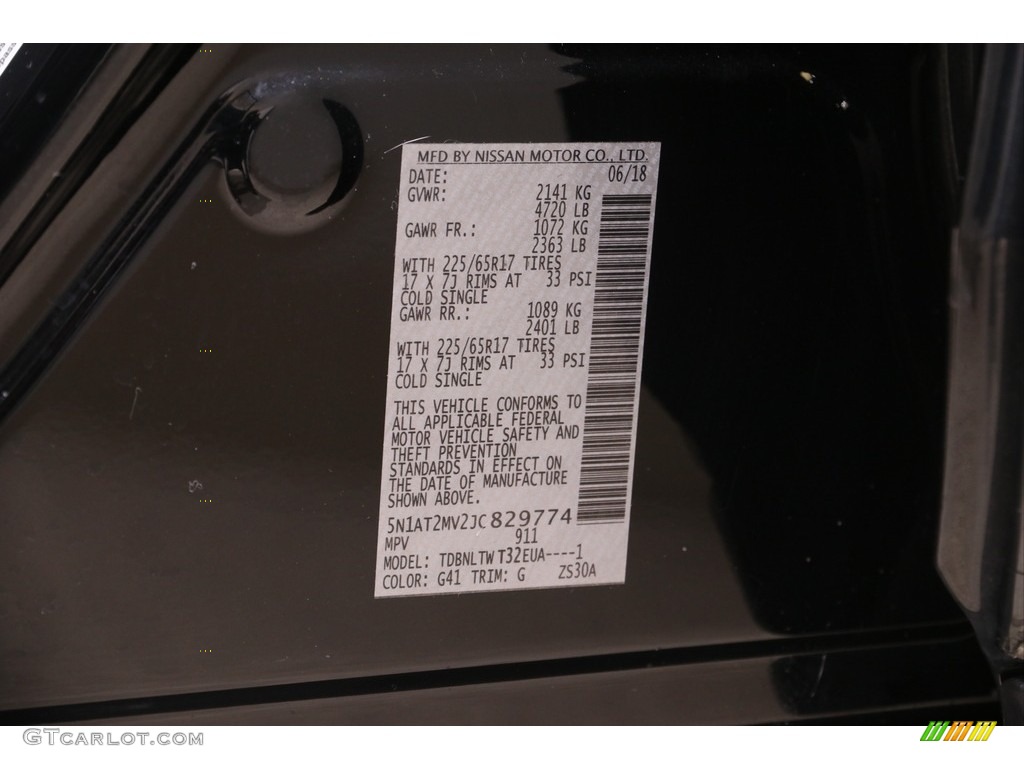 MFD BY NISSAN MOTOR CO., LTD.
DATE: 06/18
GVWR: 2141 KG
4720 LB
GAWR FR.: 1072 KG
2363 LB
WITH 225/65R17 TIRES
17 X 7J RIMS AT 33 PSI
COLD SINGLE
GAWR RR.: 1089 KG
2401 LB
WITH 225/65R17 TIRES
17 X 7J RIMS AT 33 PSI
COLD SINGLE
THIS VEHICLE CONFORMS TO
ALL APPLICABLE FEDERAL
MOTOR VEHICLE SAFETY AND
THEFT PREVENTION
STANDARDS IN EFFECT ON
THE DATE OF MANUFACTURE
SHOWN ABOVE.
5N1AT2MV2JC829774
MPV 911
MODEL: TDBNLTW T32EUA----1
COLOR: G41 TRIM: G ZS30A
GTCARLOT.COM